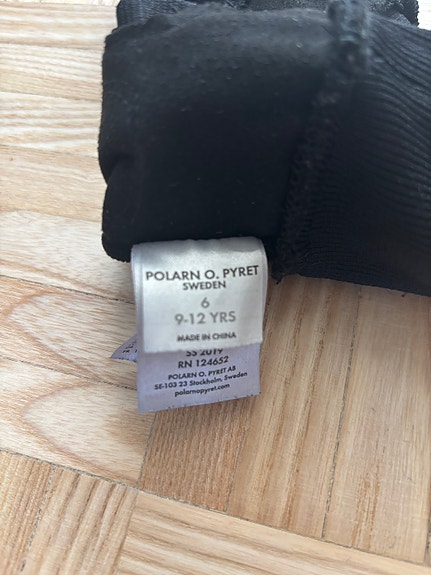 POLARN O. PYRET
SWEDEN
6
9-12 YRS
MADE IN CHINA
SS 2019
RN 124652
POLARN O. PYRET AB
SE-103 23 Stockholm, Sweden
polarnopyret.com